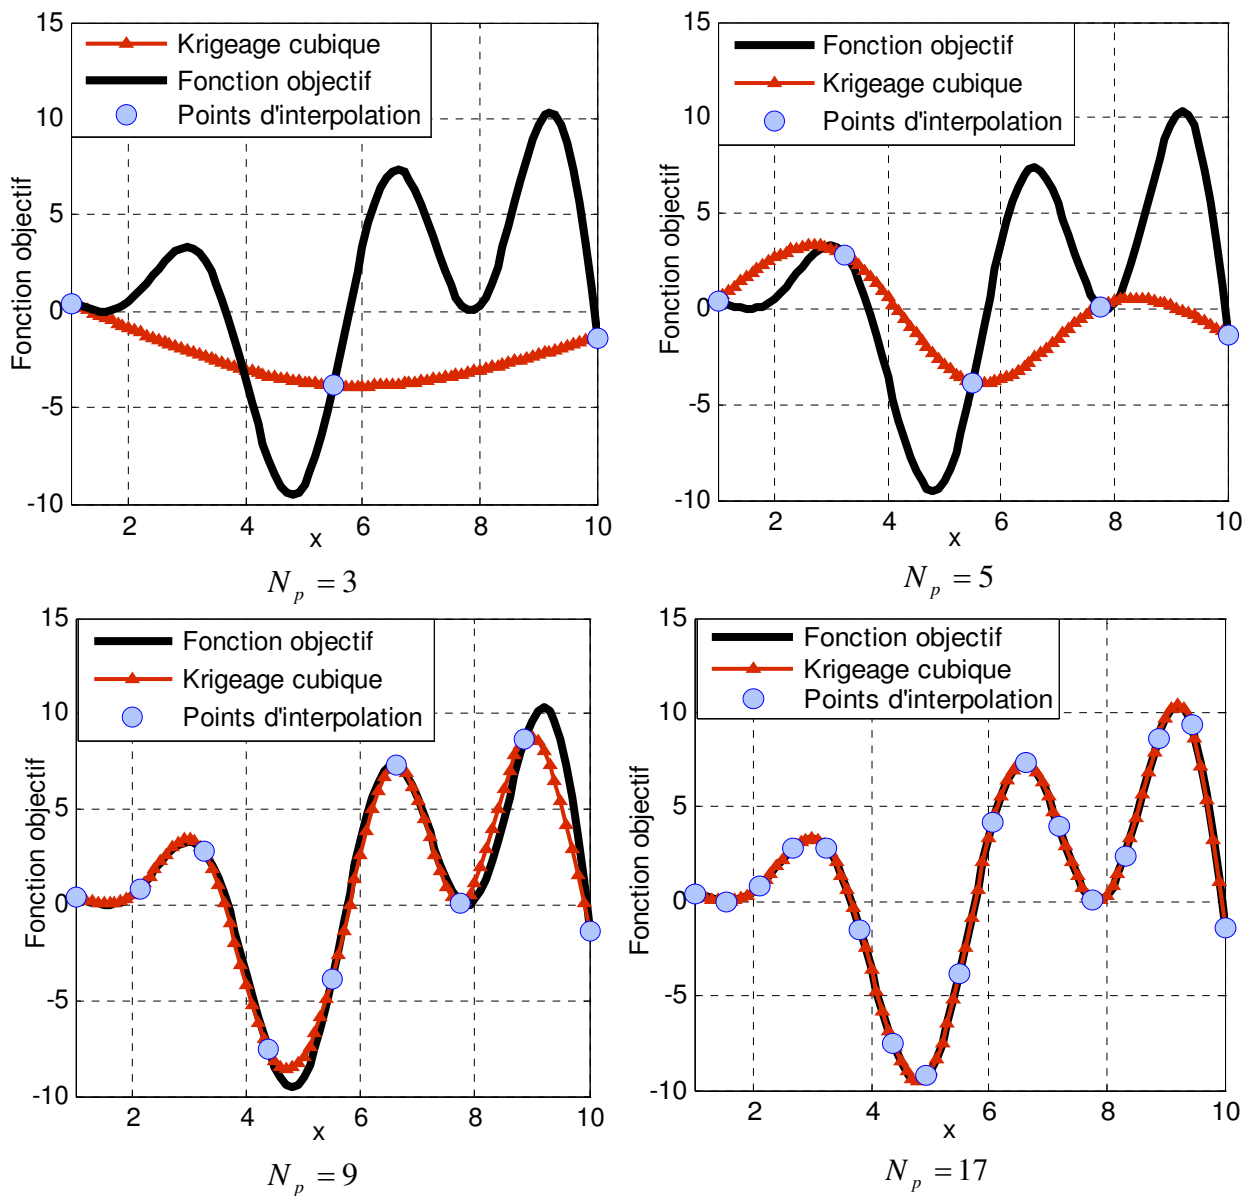 15
10
5
0
-5
-10
Fonction objectif
Krigeage cubique
Fonction objectif
Points d'interpolation
2
4
6
8
10
x
N_p = 3
15
10
5
0
-5
-10
Fonction objectif
Fonction objectif
Krigeage cubique
Points d'interpolation
2
4
6
8
10
x
N_p = 5
15
10
5
0
-5
-10
Fonction objectif
Fonction objectif
Krigeage cubique
Points d'interpolation
2
4
6
8
10
x
N_p = 9
15
10
5
0
-5
-10
Fonction objectif
Fonction objectif
Krigeage cubique
Points d'interpolation
2
4
6
8
10
x
N_p = 17